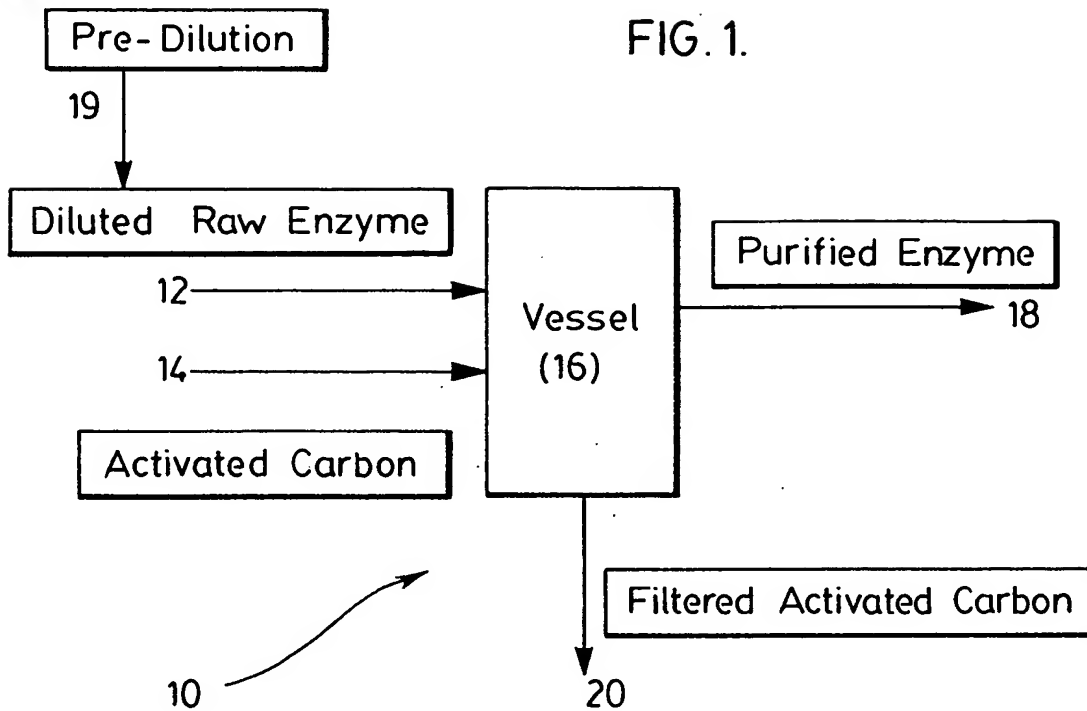 FIG. 1.
Pre-Dilution
19
Diluted Raw Enzyme
12
14
Activated Carbon
Vessel
(16)
Purified Enzyme
18
Filtered Activated Carbon
20
10